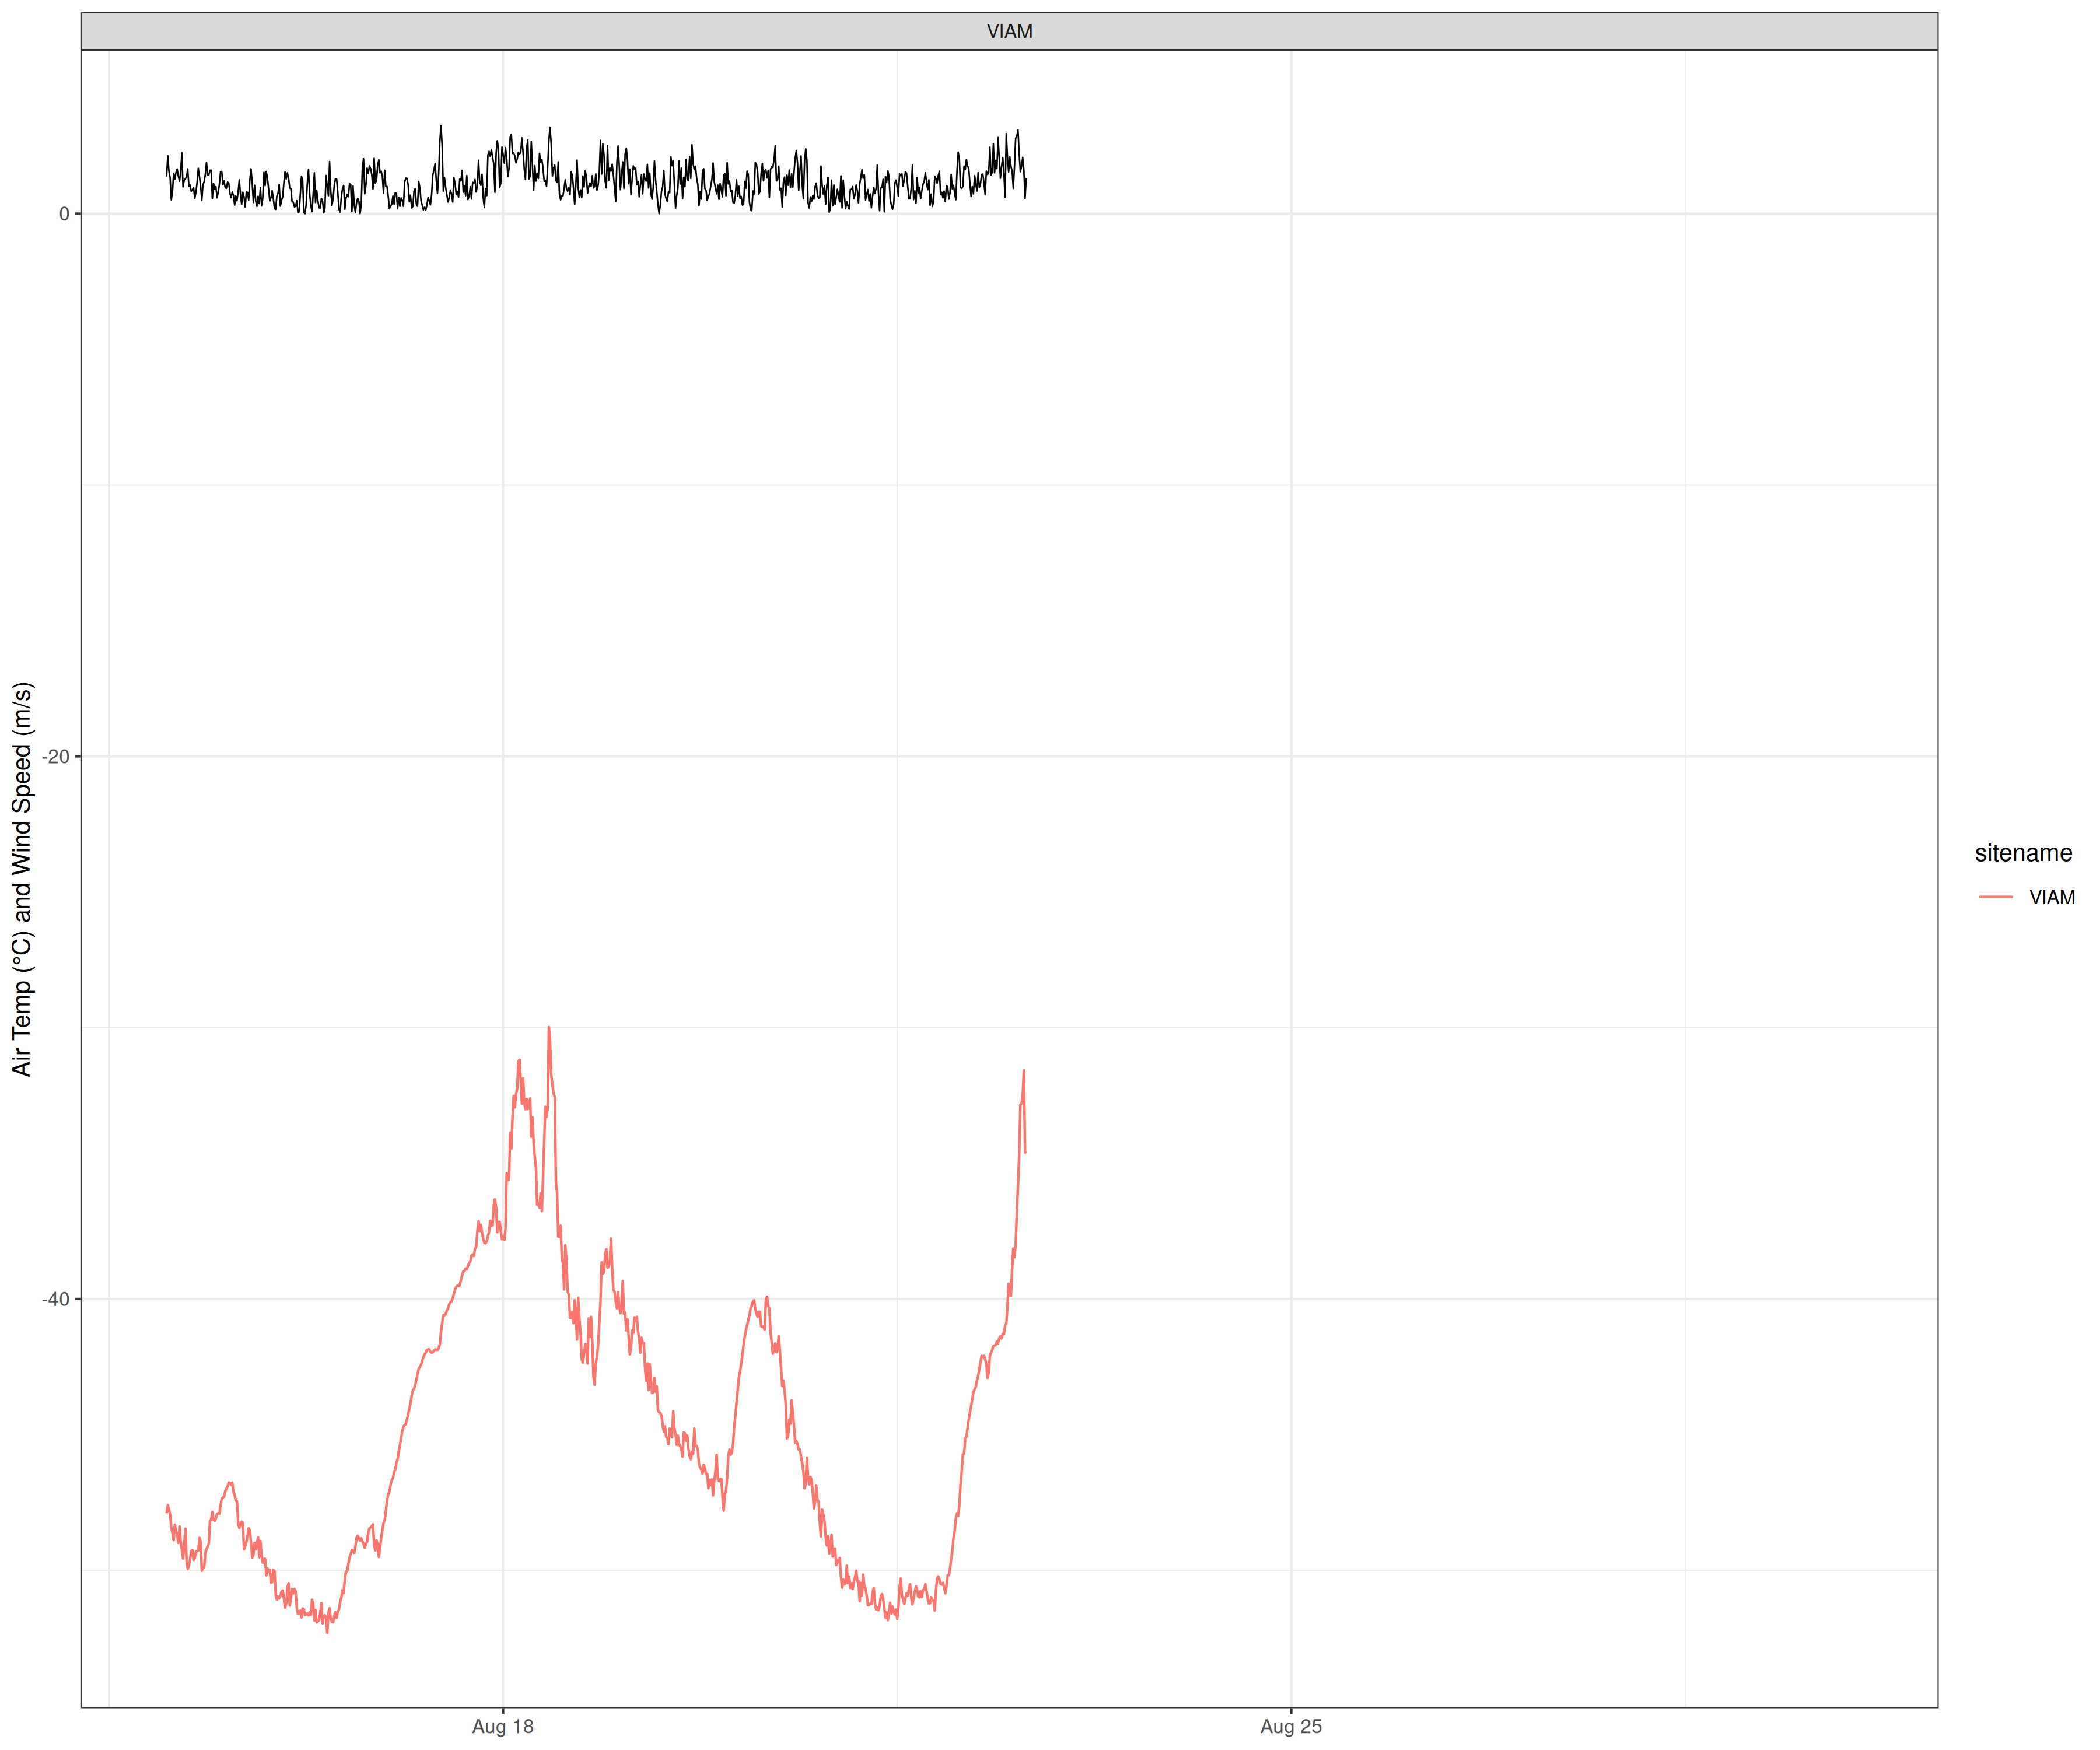 VIAM
0
-20
-40
Air Temp (°C) and Wind Speed (m/s)
Aug 18
Aug 25
sitename
VIAM